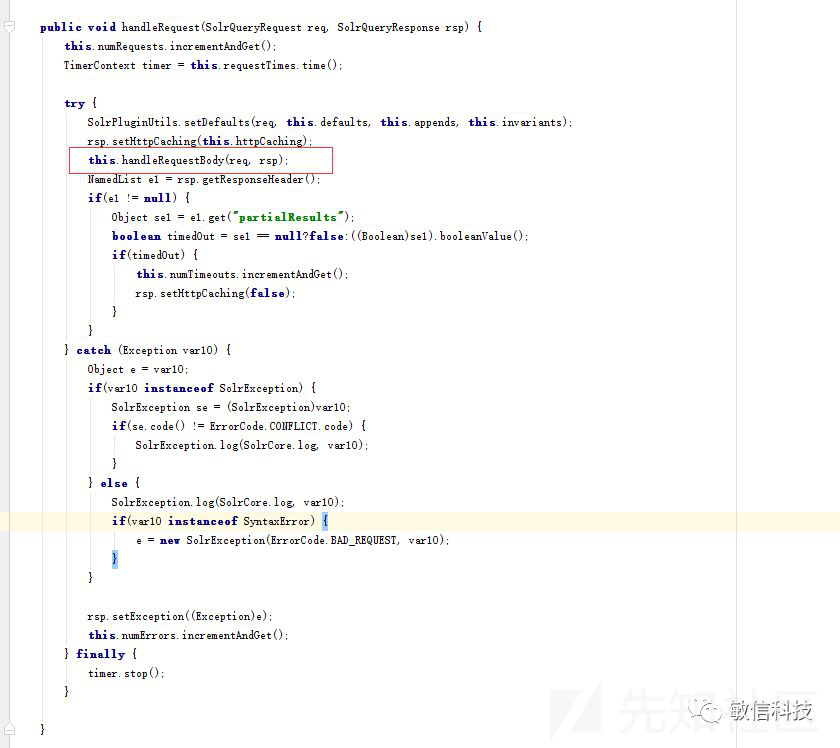 public void handleRequest(SolrQueryRequest req, SolrQueryResponse rsp) {
    this.numRequests.incrementAndGet();
    TimerContext timer = this.requestTimes.time();

    try {
        SolrPluginUtils.setDefaults(req, this.defaults, this.appends, this.invariants);
        rsp.setHttpCaching(this.httpCaching);
        this.handleRequestBody(req, rsp);
        NamedList e1 = rsp.getResponseHeader();
        if(e1 != null) {
            Object se1 = e1.get("partialResults");
            boolean timedOut = se1 == null?false:((Boolean)se1).booleanValue();
            if(timedOut) {
                this.numTimeouts.incrementAndGet();
                rsp.setHttpCaching(false);
            }
        }
    } catch (Exception var10) {
        Object e = var10;
        if(var10 instanceof SolrException) {
            SolrException se = (SolrException)var10;
            if(se.code() != ErrorCode.CONFLICT.code) {
                SolrException.log(SolrCore.log, var10);
            }
        } else {
            SolrException.log(SolrCore.log, var10);
            if(var10 instanceof SyntaxError) {
                e = new SolrException(ErrorCode.BAD_REQUEST, var10);
            }
        }

        rsp.setException((Exception)e);
        this.numErrors.incrementAndGet();
    } finally {
        timer.stop();
    }

}
先知社区
敏信科技